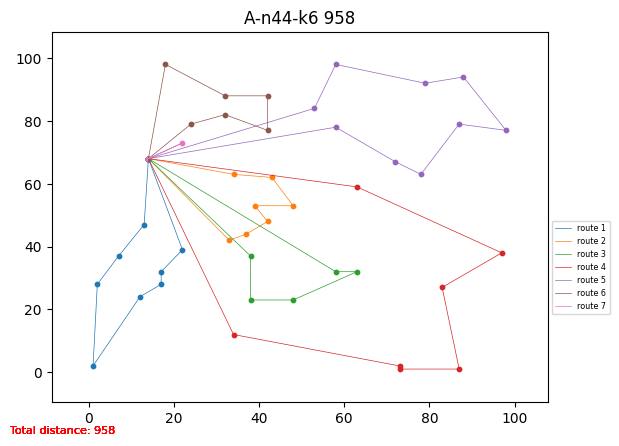 A-n44-k6 958
100
80
60
40
20
0
0 20 40 60 80 100
route 1
route 2
route 3
route 4
route 5
route 6
route 7
Total distance: 958